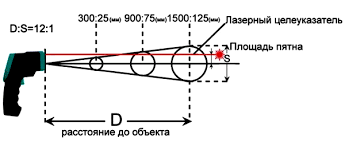 300:25(мм) 900:75(мм) 1500:125(мм)
Лазерный целеуказатель
D:S=12:1
Площадь пятна
S
D
расстояние до объекта